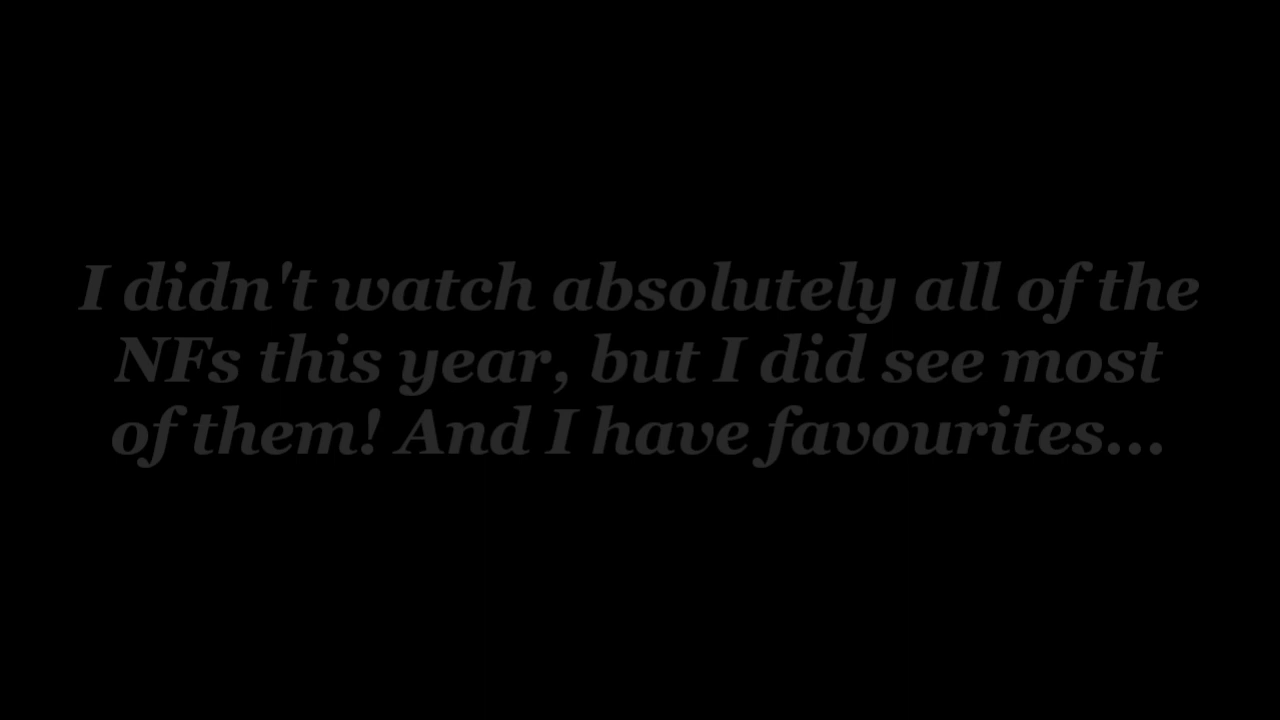 I didn't watch absolutely all of the
NFs this year, but I did see most
of them! And I have favourites...